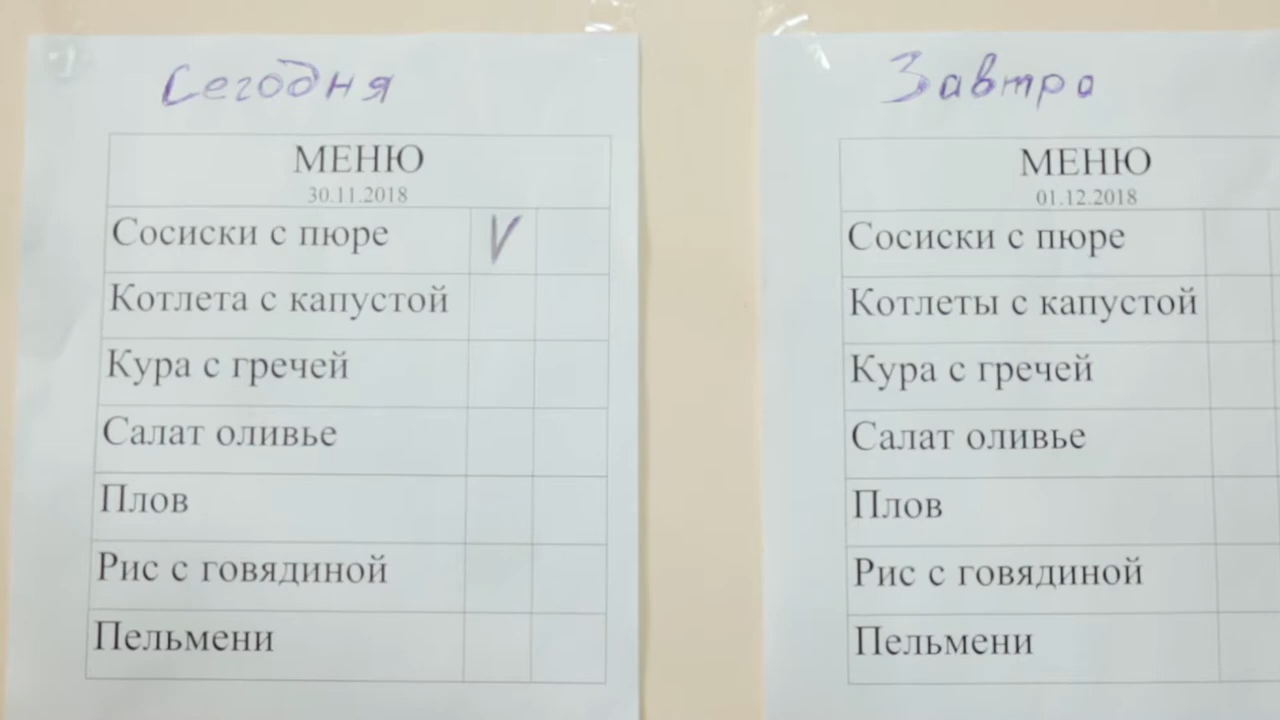 Сегодня
МЕНЮ
30.11.2018
Сосиски с пюре V
Котлета с капустой
Кура с гречей
Салат оливье
Плов
Рис с говядиной
Пельмени
Завтра
МЕНЮ
01.12.2018
Сосиски с пюре
Котлеты с капустой
Кура с гречей
Салат оливье
Плов
Рис с говядиной
Пельмени